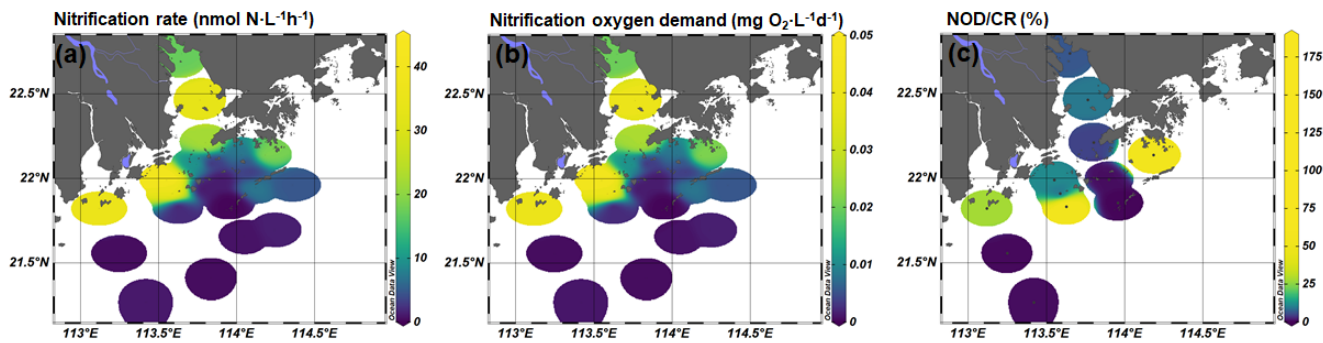 Nitrification rate (nmol N·L⁻¹h⁻¹)
(a)
22.5°N
22°N
21.5°N
113°E 113.5°E 114°E 114.5°E
40
30
20
10
0
Ocean Data View
Nitrification oxygen demand (mg O₂·L⁻¹d⁻¹)
(b)
22.5°N
22°N
21.5°N
113°E 113.5°E 114°E 114.5°E
0.05
0.04
0.03
0.02
0.01
0
Ocean Data View
NOD/CR (%)
(c)
22.5°N
22°N
21.5°N
113°E 113.5°E 114°E 114.5°E
175
150
125
100
75
50
25
0
Ocean Data View